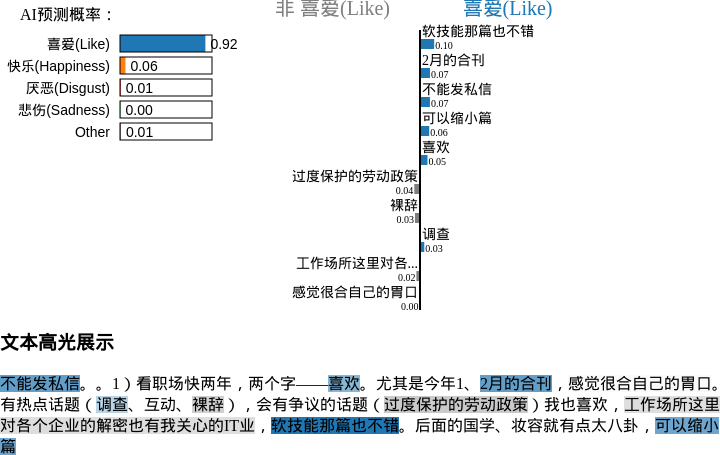 AI预测概率：
喜爱(Like) 0.92
快乐(Happiness) 0.06
厌恶(Disgust) 0.01
悲伤(Sadness) 0.00
Other 0.01
非 喜爱(Like) 喜爱(Like)
软技能那篇也不错
0.10
2月的合刊
0.07
不能发私信
0.07
可以缩小篇
0.06
喜欢
0.05
过度保护的劳动政策
0.04
裸辞
0.03
调查
0.03
工作场所这里对各...
0.02
感觉很合自己的胃口
0.00
文本高光展示
不能发私信。。1）看职场快两年，两个字——喜欢。尤其是今年1、2月的合刊，感觉很合自己的胃口。
有热点话题（调查、互动、裸辞），会有争议的话题（过度保护的劳动政策）我也喜欢，工作场所这里
对各个企业的解密也有我关心的IT业，软技能那篇也不错。后面的国学、妆容就有点太八卦，可以缩小
篇